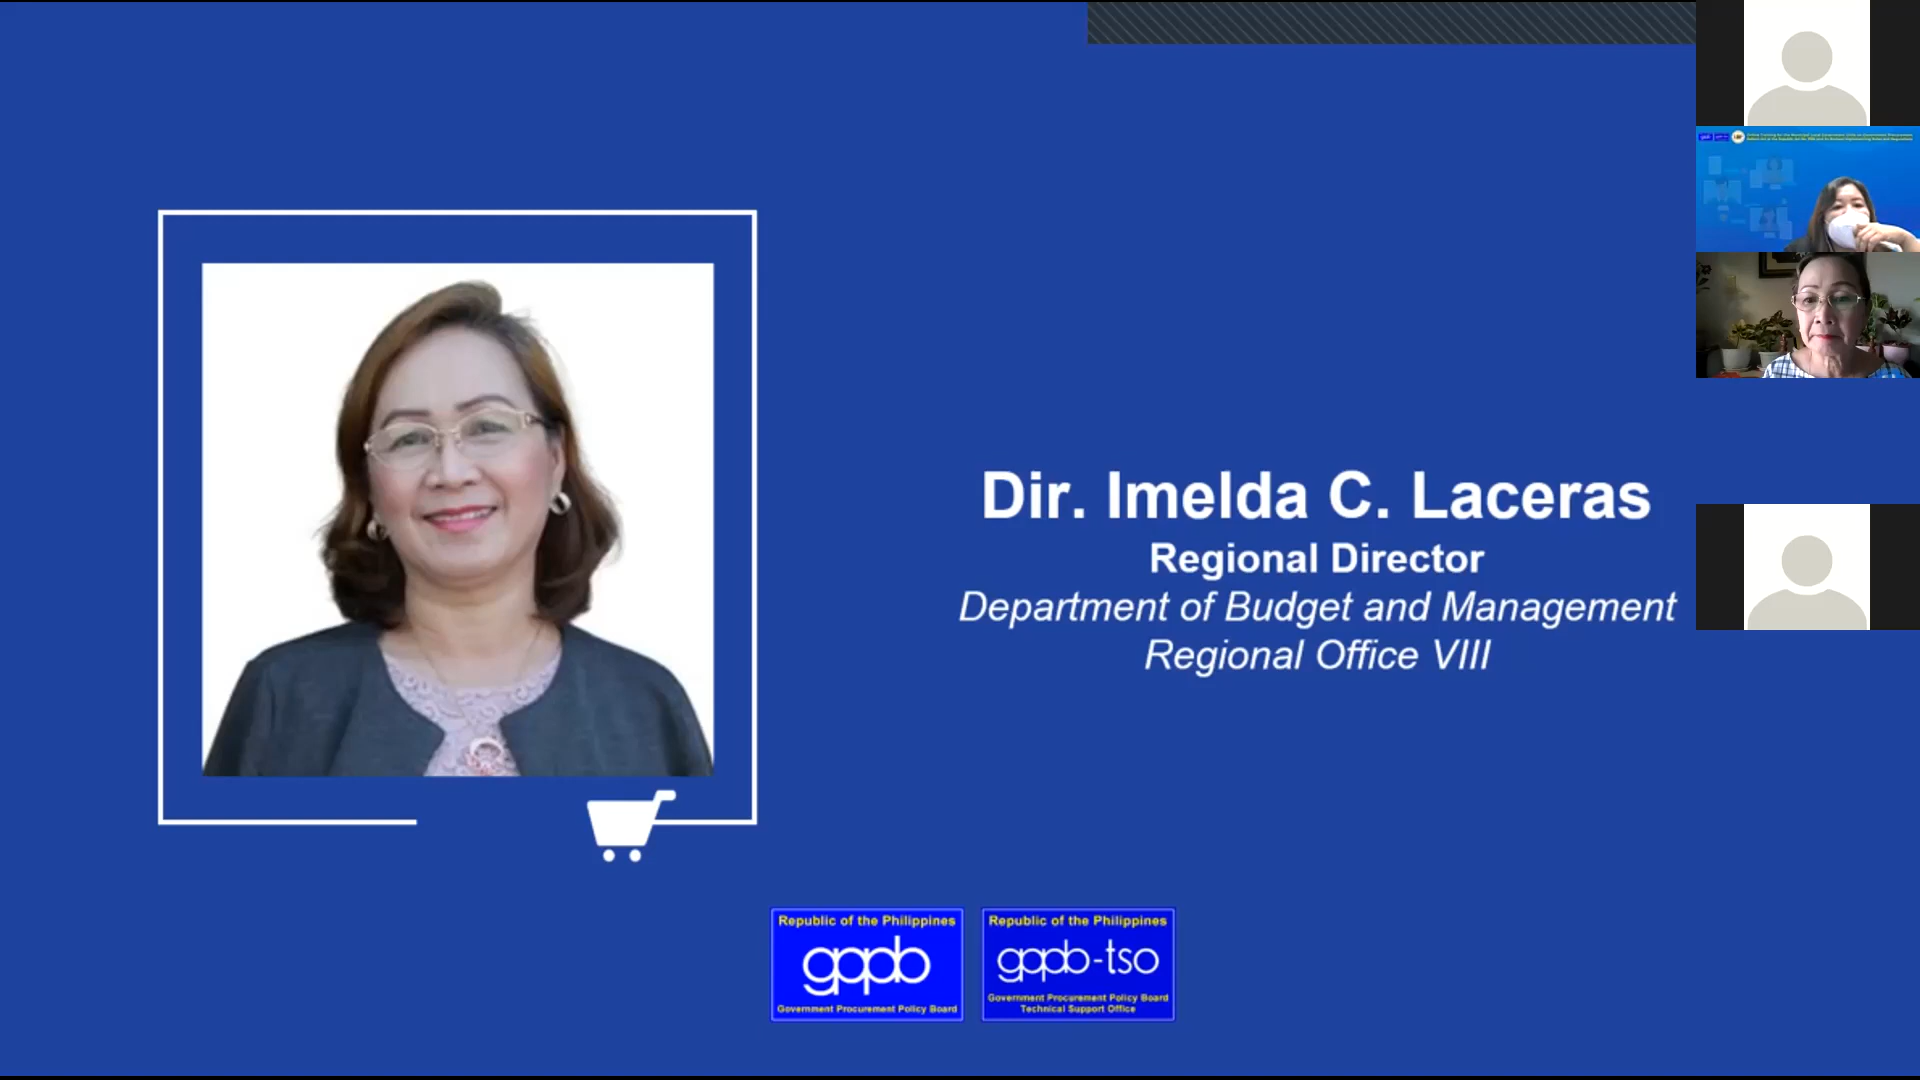 Dir. Imelda C. Laceras
Regional Director
Department of Budget and Management
Regional Office VIII
Republic of the Philippines
gppb
Government Procurement Policy Board
Republic of the Philippines
gppb-tso
Government Procurement Policy Board
Technical Support Office